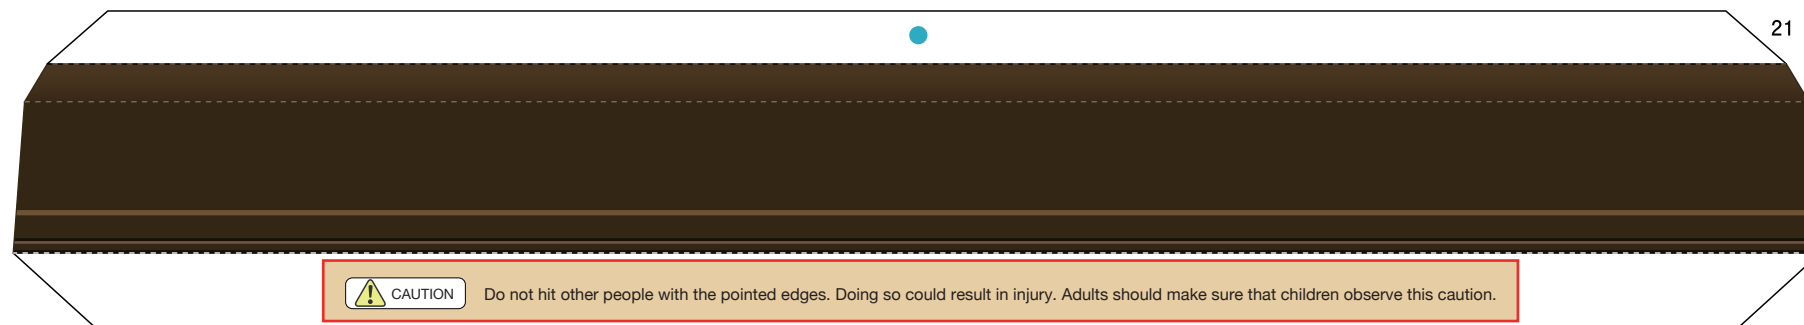 21
CAUTION Do not hit other people with the pointed edges. Doing so could result in injury. Adults should make sure that children observe this caution.